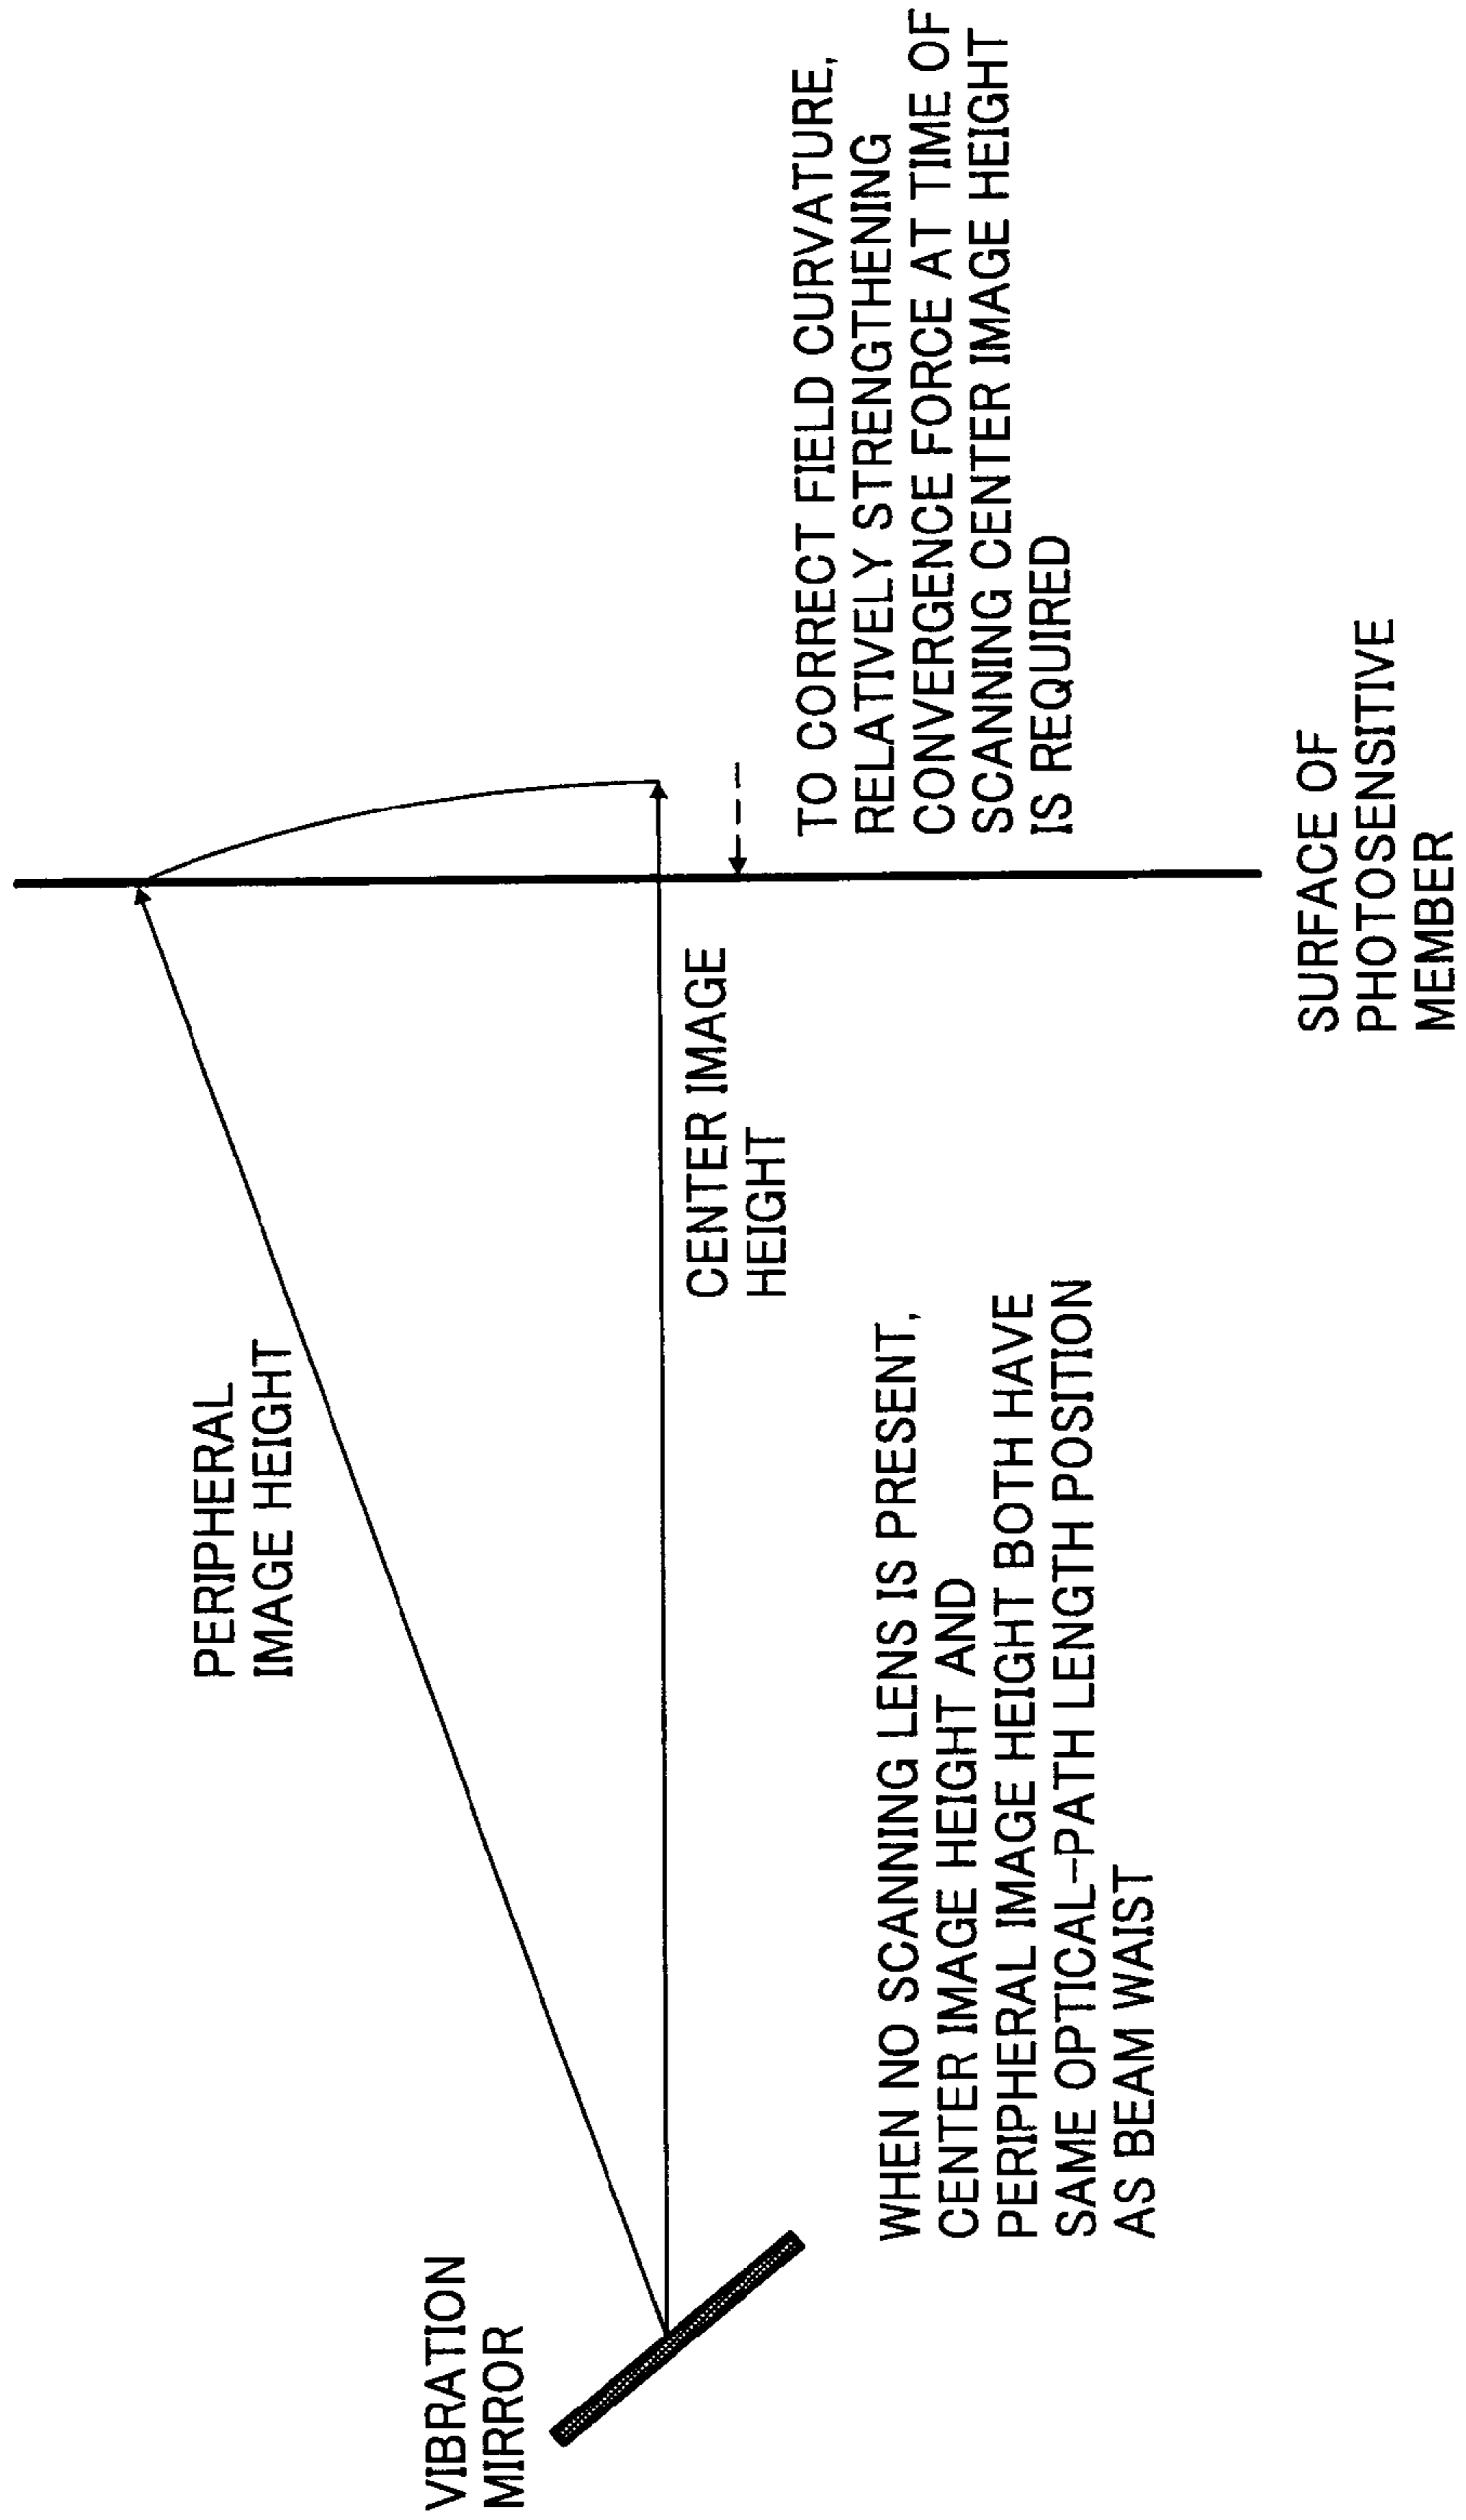 VIBRATION
MIRROR
PERIPHERAL
IMAGE HEIGHT
CENTER IMAGE
HEIGHT
WHEN NO SCANNING LENS IS PRESENT,
CENTER IMAGE HEIGHT AND
PERIPHERAL IMAGE HEIGHT BOTH HAVE
SAME OPTICAL-PATH LENGTH POSITION
AS BEAM WAIST
TO CORRECT FIELD CURVATURE,
RELATIVELY STRENGTHENING
CONVERGENCE FORCE AT TIME OF
SCANNING CENTER IMAGE HEIGHT
IS REQUIRED
SURFACE OF
PHOTOSENSITIVE
MEMBER